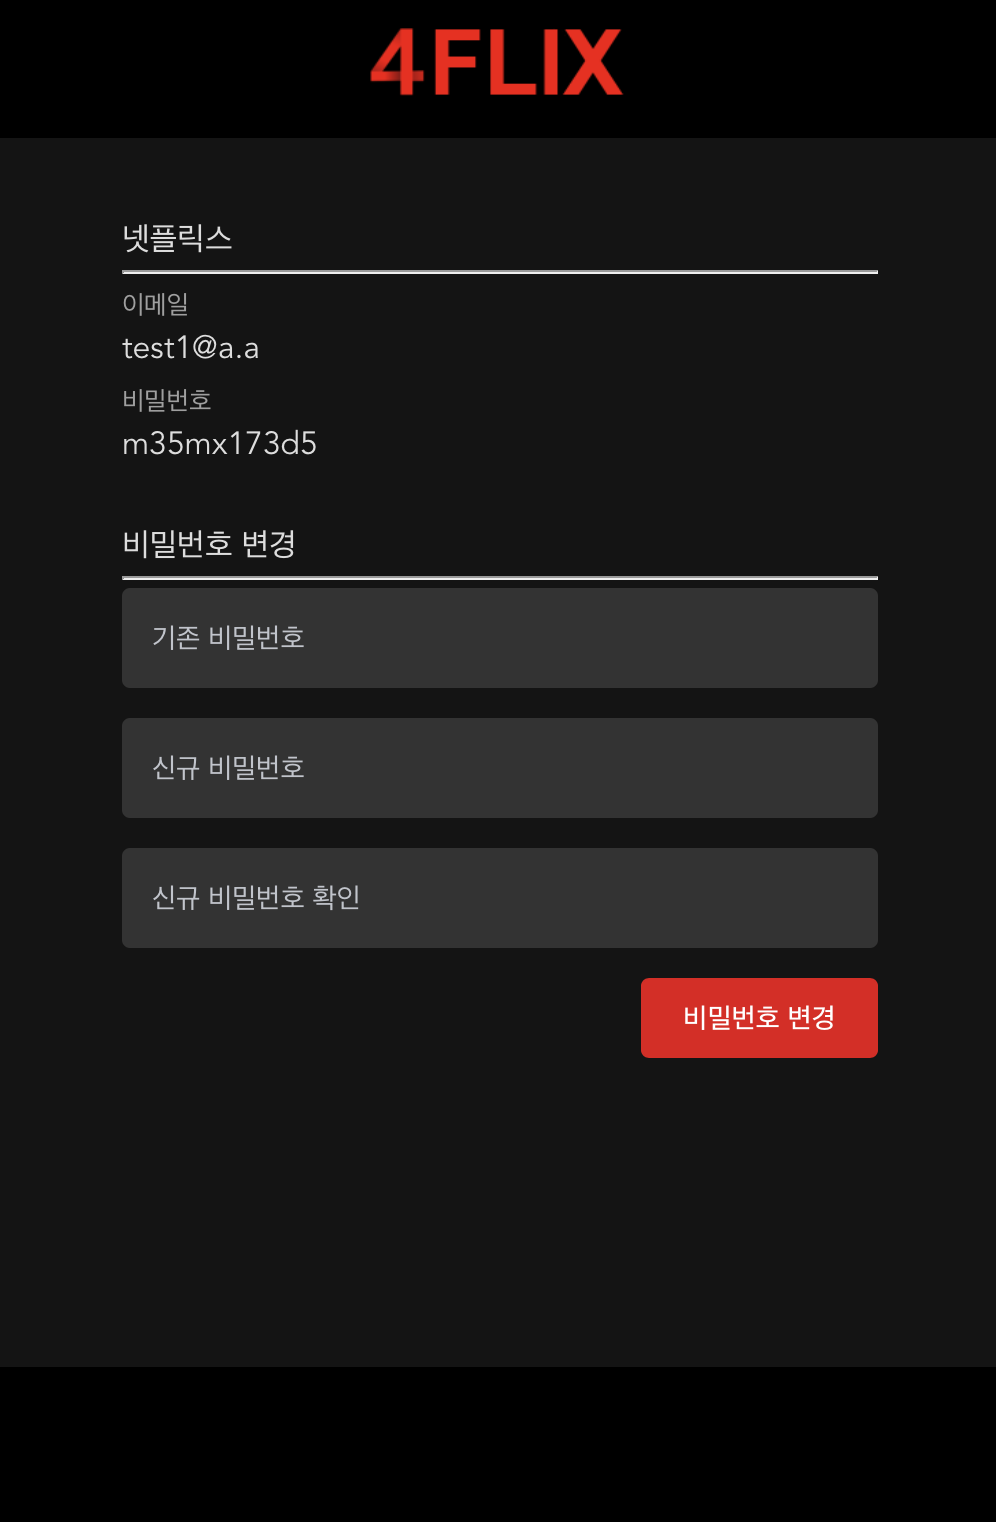 4FLIX
넷플릭스
이메일
test1@a.a
비밀번호
m35mx173d5
비밀번호 변경
기존 비밀번호
신규 비밀번호
신규 비밀번호 확인
비밀번호 변경